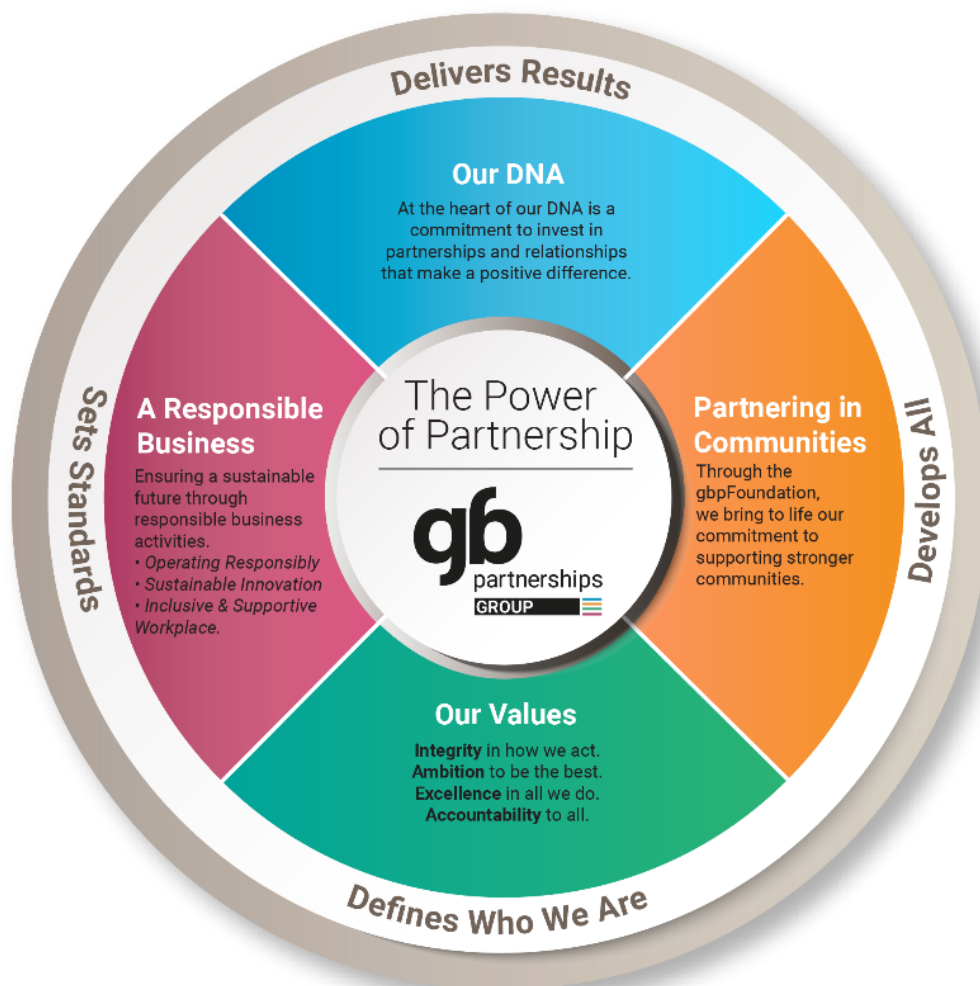 Delivers Results
Our DNA
At the heart of our DNA is a
commitment to invest in
partnerships and relationships
that make a positive difference.
Sets Standards
A Responsible
Business
Ensuring a sustainable
future through
responsible business
activities.
• Operating Responsibly
• Sustainable Innovation
• Inclusive & Supportive
Workplace.
The Power
of Partnership
gb
partnerships
GROUP
Partnering in
Communities
Through the
gbpFoundation,
we bring to life our
commitment to
supporting stronger
communities.
Develops All
Our Values
Integrity in how we act.
Ambition to be the best.
Excellence in all we do.
Accountability to all.
Defines Who We Are